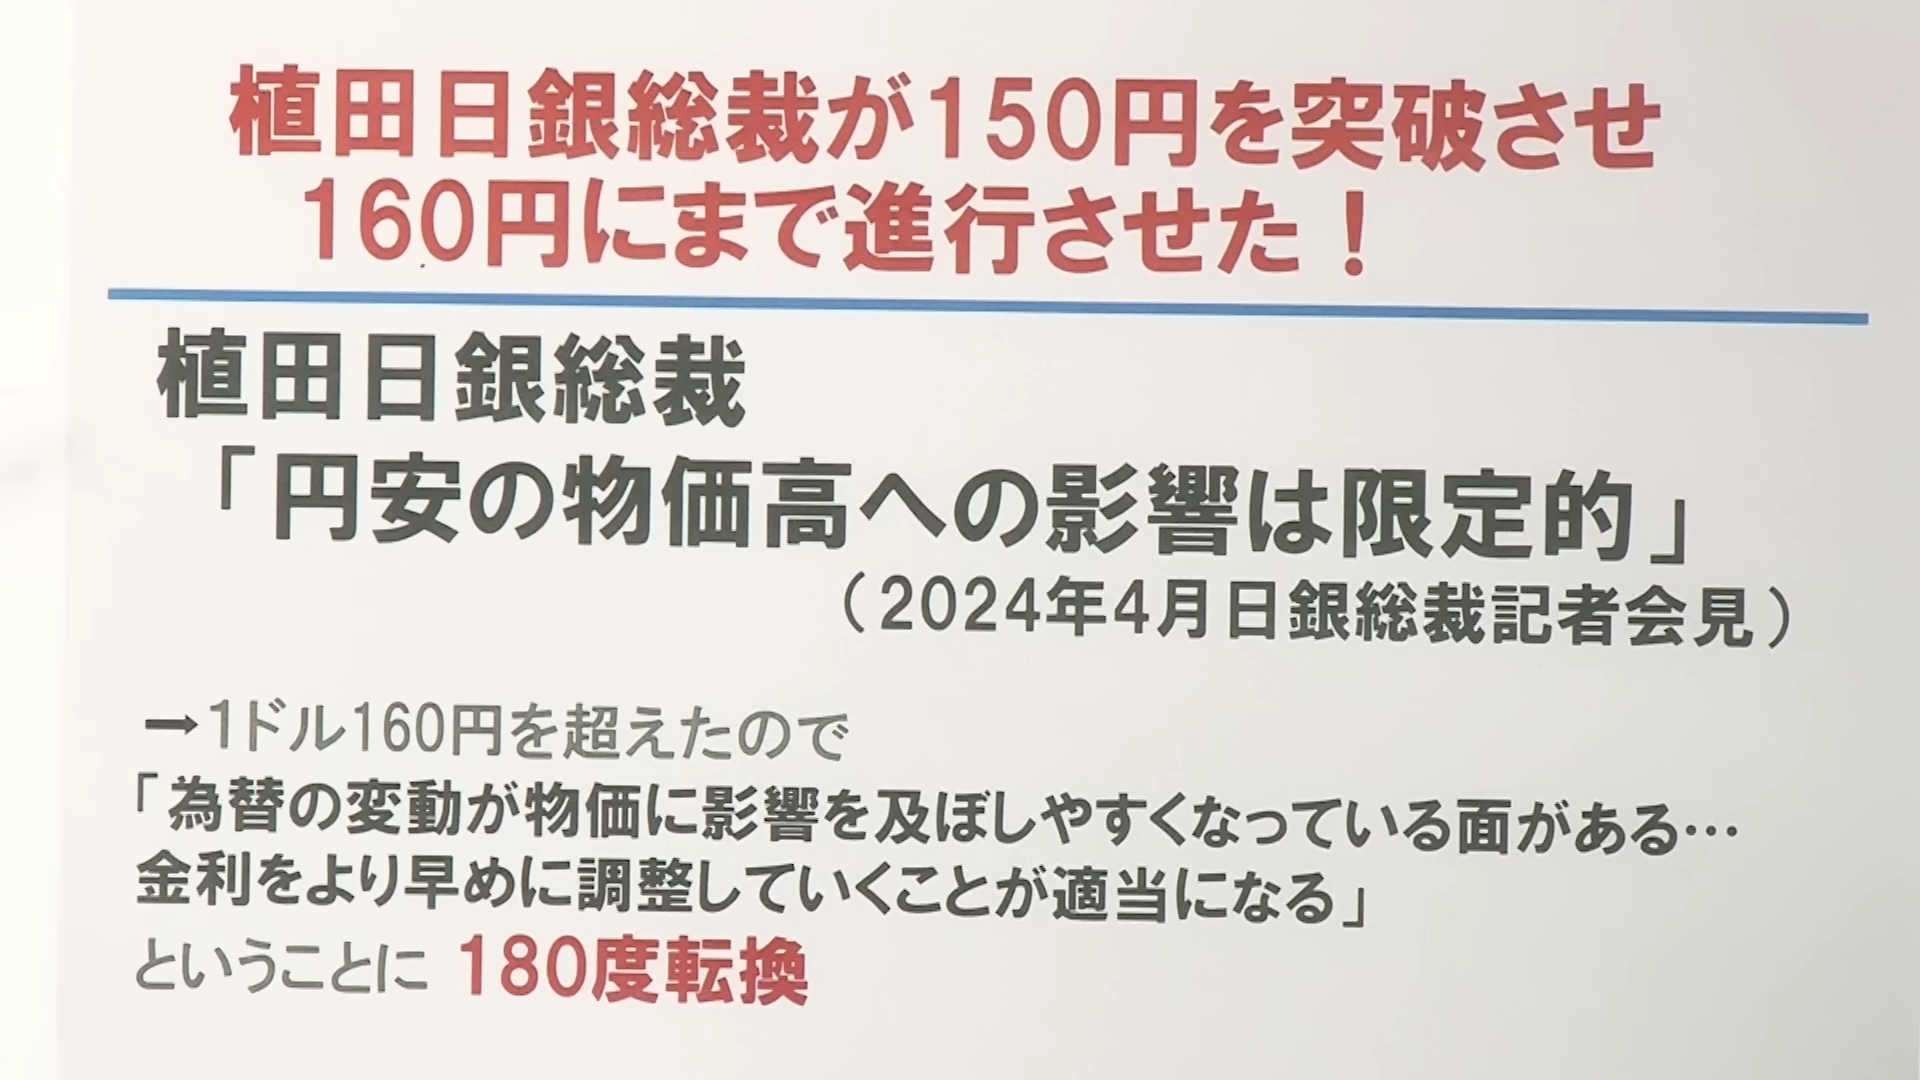 植田日銀総裁が150円を突破させ
160円にまで進行させた！
植田日銀総裁
「円安の物価高への影響は限定的」
（2024年4月日銀総裁記者会見）
→1ドル160円を超えたので
「為替の変動が物価に影響を及ぼしやすくなっている面がある…
金利をより早めに調整していくことが適当になる」
ということに 180度転換